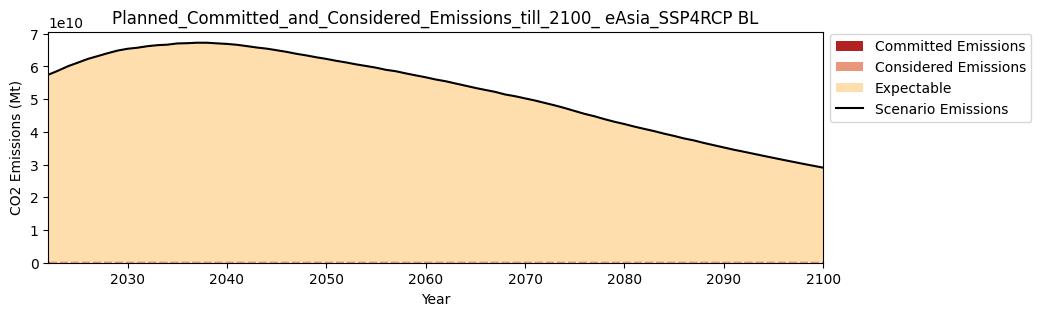 Planned_Committed_and_Considered_Emissions_till_2100_ eAsia_SSP4RCP BL
1e10
7
6
5
4
3
2
1
0
CO2 Emissions (Mt)
2030 2040 2050 2060 2070 2080 2090 2100
Year
Committed Emissions
Considered Emissions
Expectable
Scenario Emissions